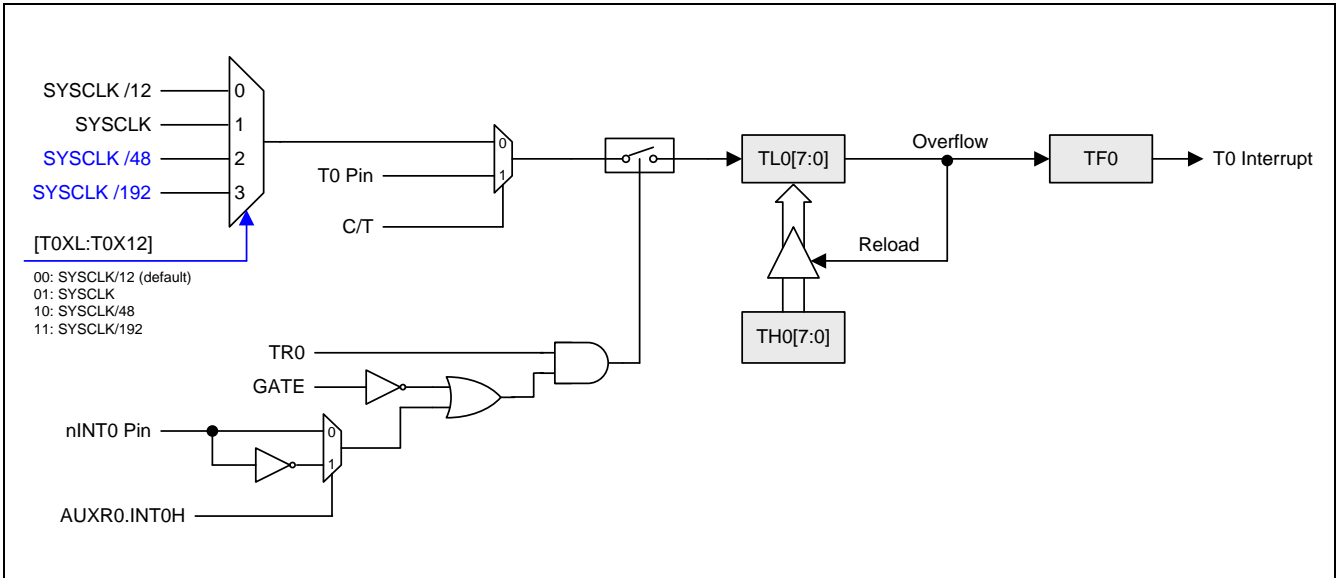 SYSCLK /12
0
SYSCLK
1
SYSCLK /48
2
SYSCLK /192
3
[T0XL:T0X12]
00: SYSCLK/12 (default)
01: SYSCLK
10: SYSCLK/48
11: SYSCLK/192
0
T0 Pin
1
C/T
TL0[7:0]
Overflow
TF0
T0 Interrupt
Reload
TH0[7:0]
TR0
GATE
nINT0 Pin
0
1
AUXR0.INT0H